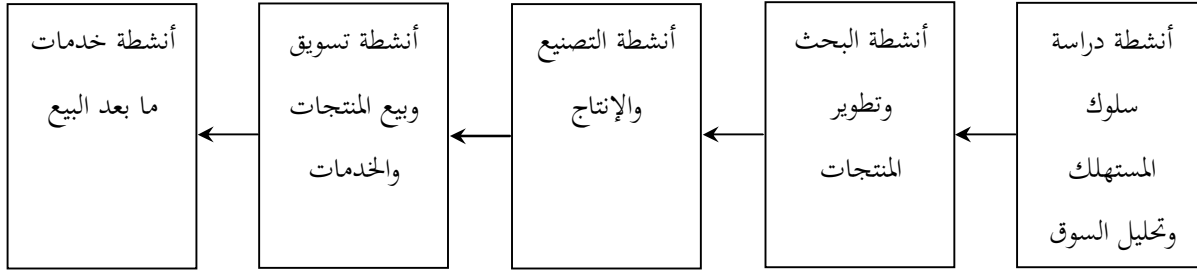 أنشطة دراسة
سلوك
المستهلك
وتحليل السوق
أنشطة البحث
وتطوير
المنتجات
أنشطة التصنيع
والإنتاج
أنشطة تسويق
وبيع المنتجات
والخدمات
أنشطة خدمات
ما بعد البيع